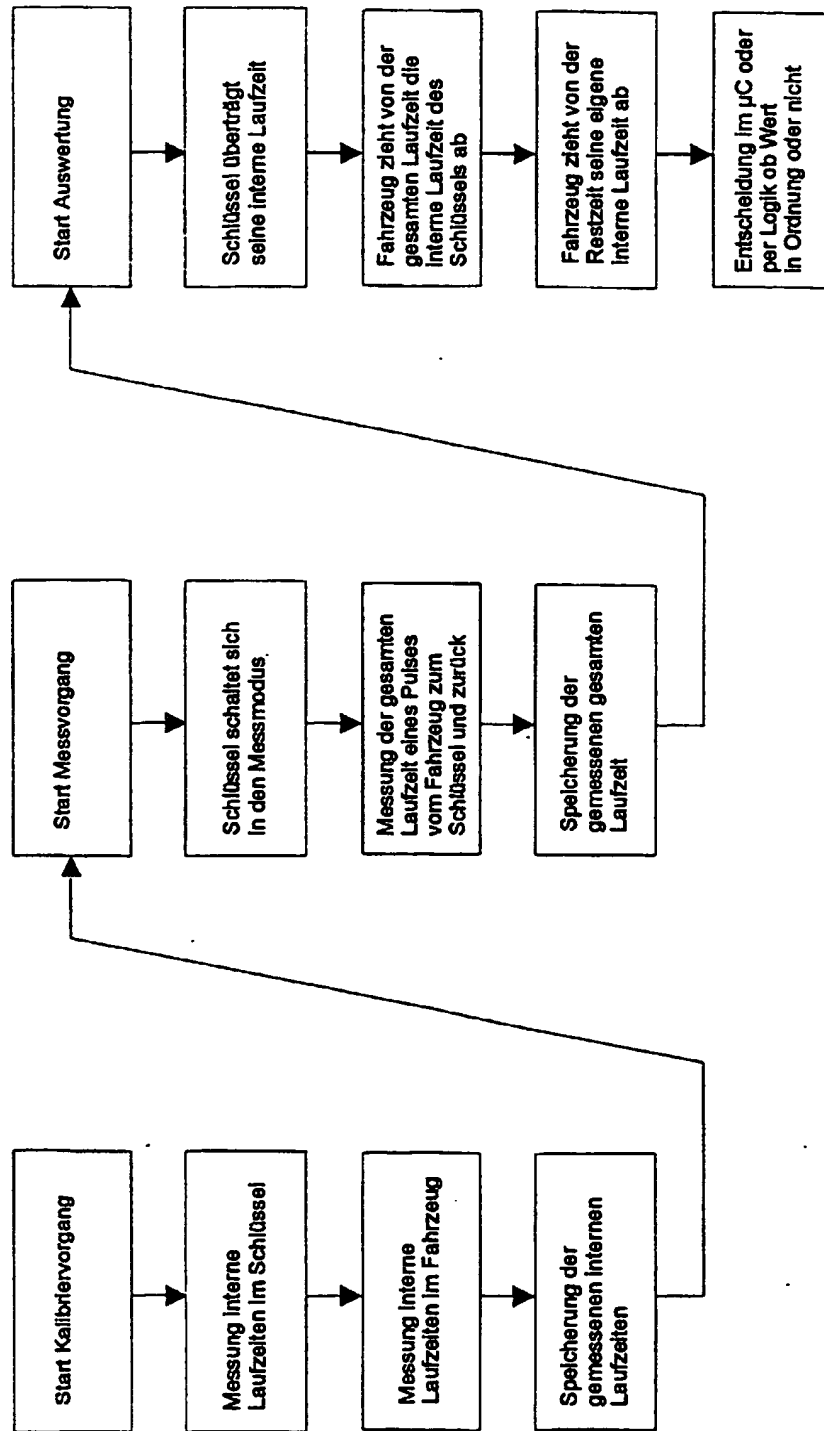 Start Kalibriervorgang
Messung interne
Laufzeiten im Schlüssel
Messung interne
Laufzeiten im Fahrzeug
Speicherung der
gemessenen internen
Laufzeiten
Start Messvorgang
Schlüssel schaltet sich
in den Messmodus
Messung der gesamten
Laufzeit eines Pulses
vom Fahrzeug zum
Schlüssel und zurück
Speicherung der
gemessenen gesamten
Laufzeit
Start Auswertung
Schlüssel überträgt
seine interne Laufzeit
Fahrzeug zieht von der
gesamten Laufzeit die
interne Laufzeit des
Schlüssels ab
Fahrzeug zieht von der
Restzeit seine eigene
interne Laufzeit ab
Entscheidung im µC oder
per Logik ob Wert
in Ordnung oder nicht